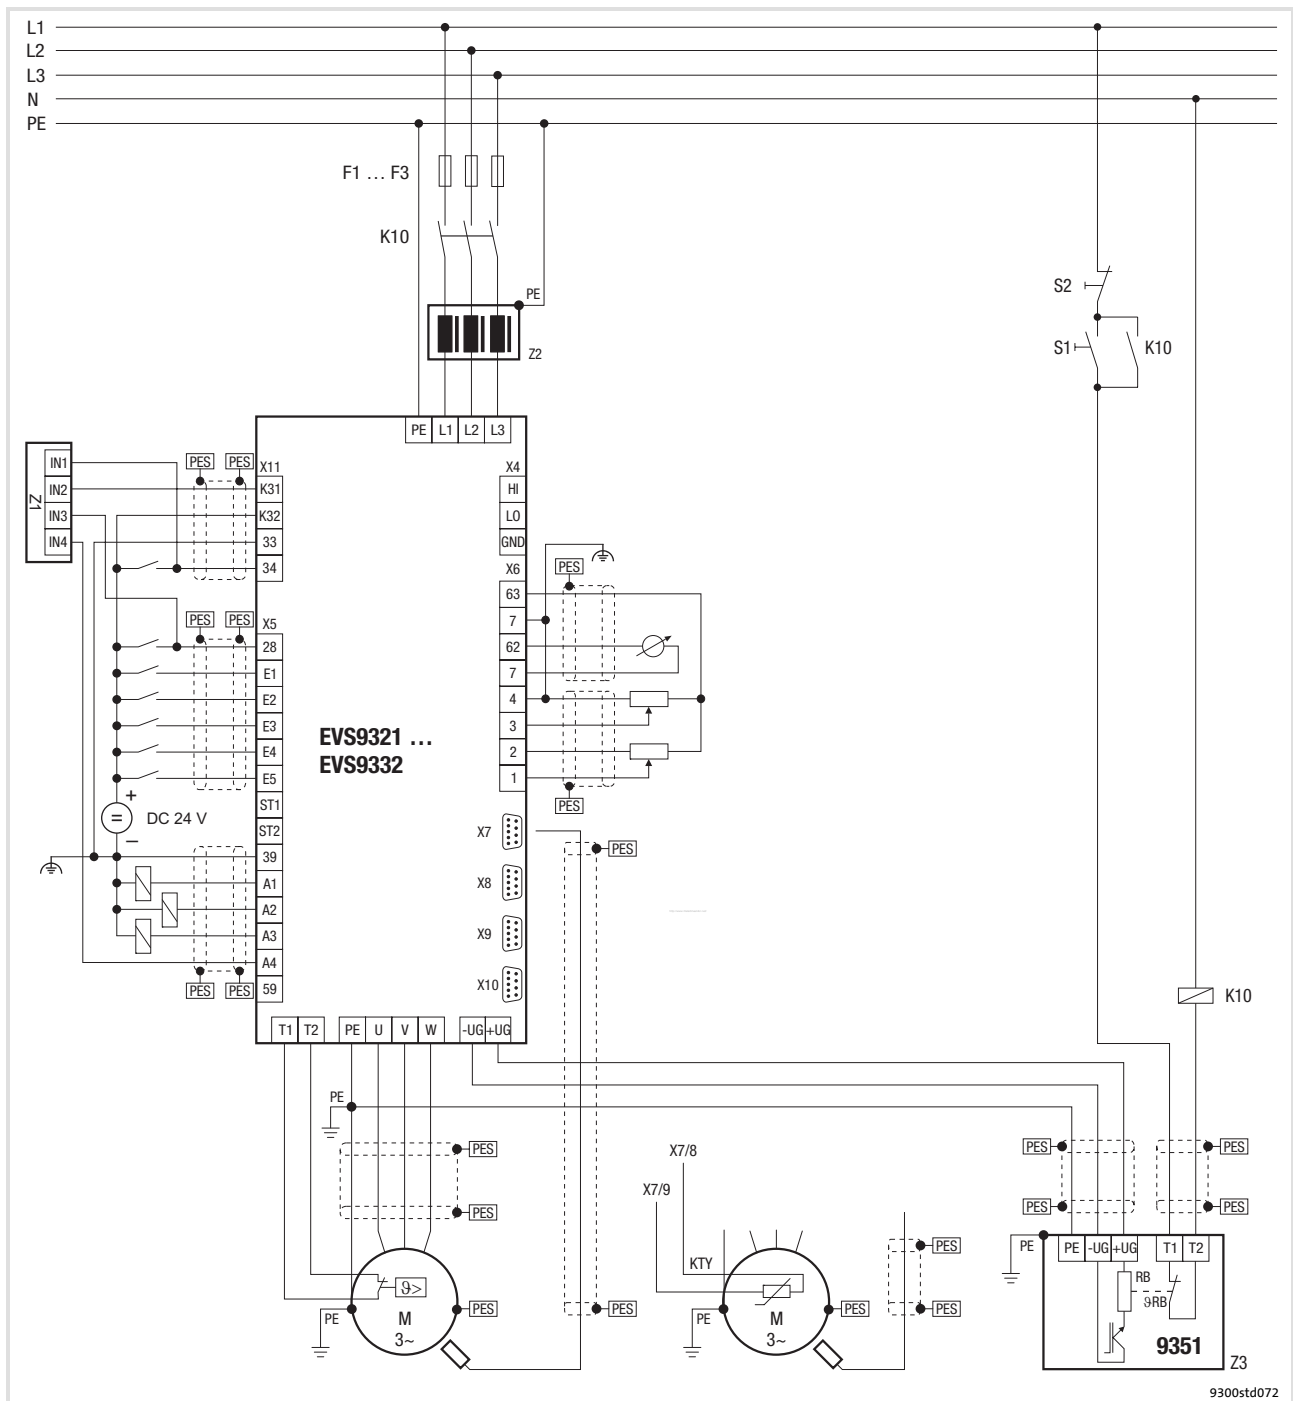 L1
L2
L3
N
PE
F1 … F3
K10
PE
Z2
S2
S1
K10
PE L1 L2 L3
Z1
IN1
IN2
IN3
IN4
PES PES
X11
K31
K32
33
34
PES PES
X5
28
E1
E2
E3
E4
E5
ST1
ST2
39
A1
A2
A3
A4
59
PES PES
+
=
DC 24 V
–
EVS9321 …
EVS9332
X4
HI
LO
GND
X6
63
7
62
7
4
3
2
1
PES
PES
X7
X8
X9
X10
PES
K10
T1 T2 PE U V W -UG +UG
PE
PES
PES
X7/8
X7/9
PES PES
PES PES
KTY
PES
PE
PE -UG +UG T1 T2
ϑ>
M
3~
PE
PES
PES
M
3~
PE
PES
PES
RB
ϑRB
9351
Z3
9300std072